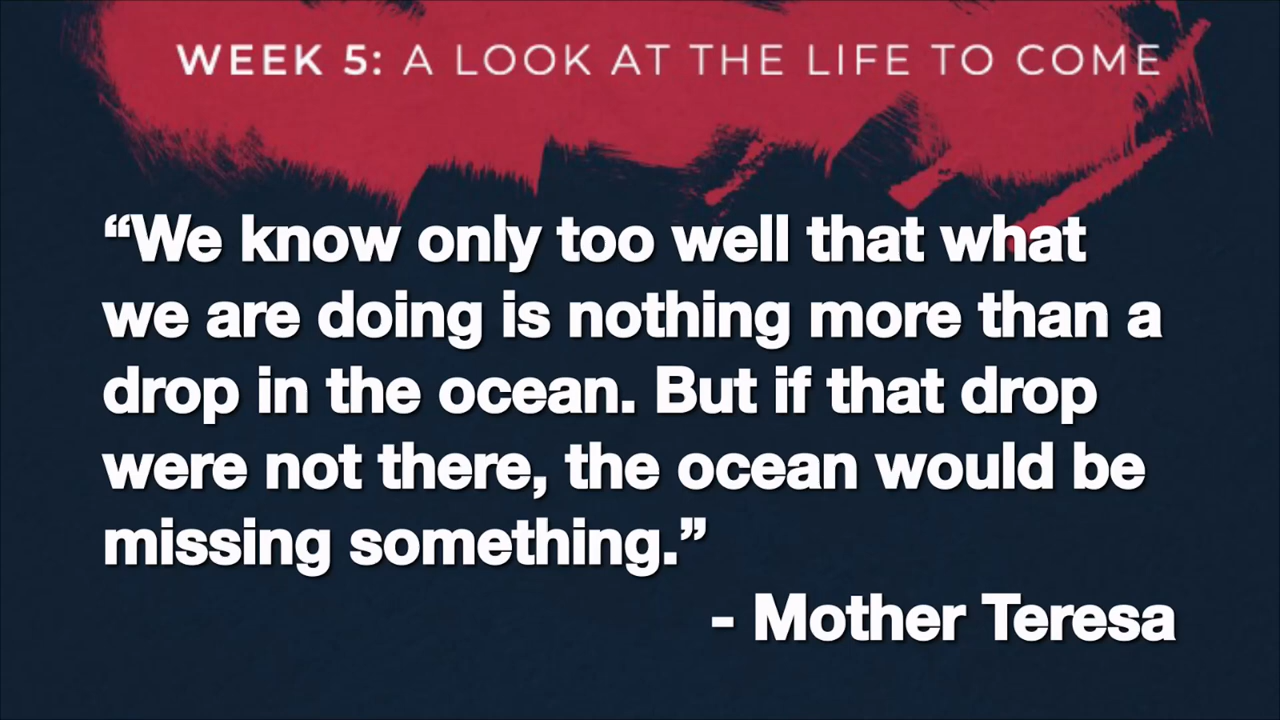 WEEK 5: A LOOK AT THE LIFE TO COME
“We know only too well that what
we are doing is nothing more than a
drop in the ocean. But if that drop
were not there, the ocean would be
missing something.”
- Mother Teresa